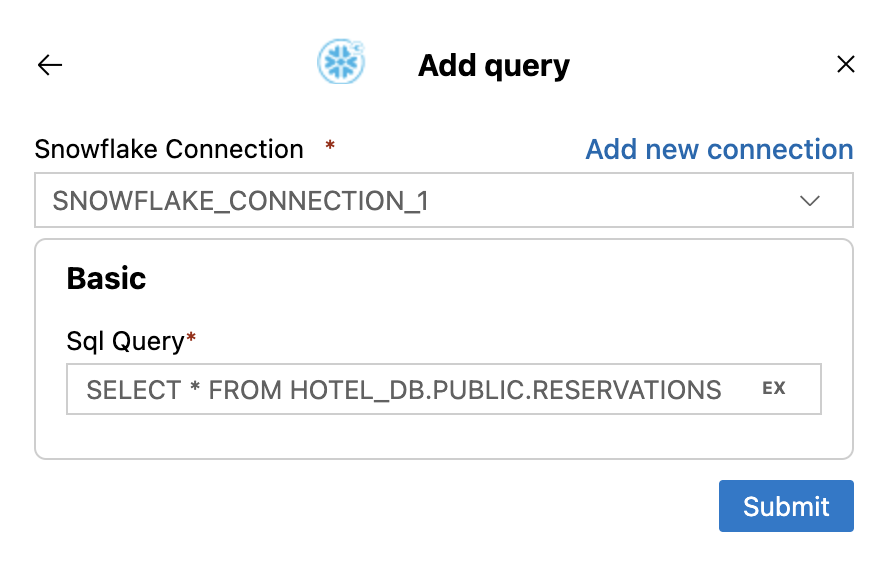 Add query
Snowflake Connection * Add new connection
SNOWFLAKE_CONNECTION_1
Basic
Sql Query*
SELECT * FROM HOTEL_DB.PUBLIC.RESERVATIONS EX
Submit